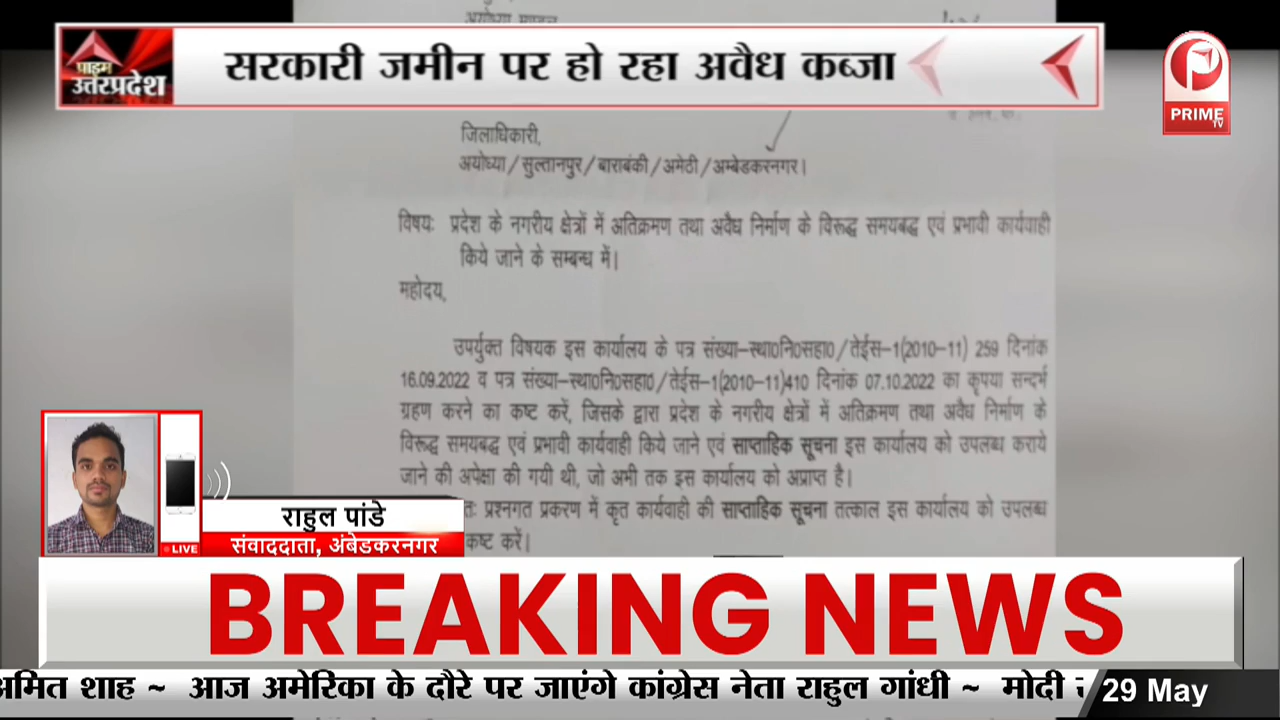 प्राइम
उत्तरप्रदेश
सरकारी जमीन पर हो रहा अवैध कब्जा
PRIME
TV
जिलाधिकारी,
अयोध्या/सुल्तानपुर/बाराबंकी/अमेठी/अम्बेडकरनगर।
विषयः प्रदेश के नगरीय क्षेत्रों में अतिक्रमण तथा अवैध निर्माण के विरूद्ध समयबद्ध एवं प्रभावी कार्यवाही
किये जाने के सम्बन्ध में।
महोदय,
उपर्युक्त विषयक इस कार्यालय के पत्र संख्या-स्था0नि0सहा0/तेईस-1(2010-11) 259 दिनांक
16.09.2022 व पत्र संख्या-स्था0नि0सहा0/तेईस-1(2010-11)410 दिनांक 07.10.2022 का कृपया सन्दर्भ
ग्रहण करने का कष्ट करें, जिसके द्वारा प्रदेश के नगरीय क्षेत्रों में अतिक्रमण तथा अवैध निर्माण के
विरूद्ध समयबद्ध एवं प्रभावी कार्यवाही किये जाने एवं साप्ताहिक सूचना इस कार्यालय को उपलब्ध कराये
जाने की अपेक्षा की गयी थी, जो अभी तक इस कार्यालय को अप्राप्त है।
तः प्रश्नगत प्रकरण में कृत कार्यवाही की साप्ताहिक सूचना तत्काल इस कार्यालय को उपलब्ध
कष्ट करें।
LIVE
राहुल पांडे
संवाददाता, अंबेडकरनगर
BREAKING NEWS
अमित शाह ~ आज अमेरिका के दौरे पर जाएंगे कांग्रेस नेता राहुल गांधी ~ मोदी
29 May